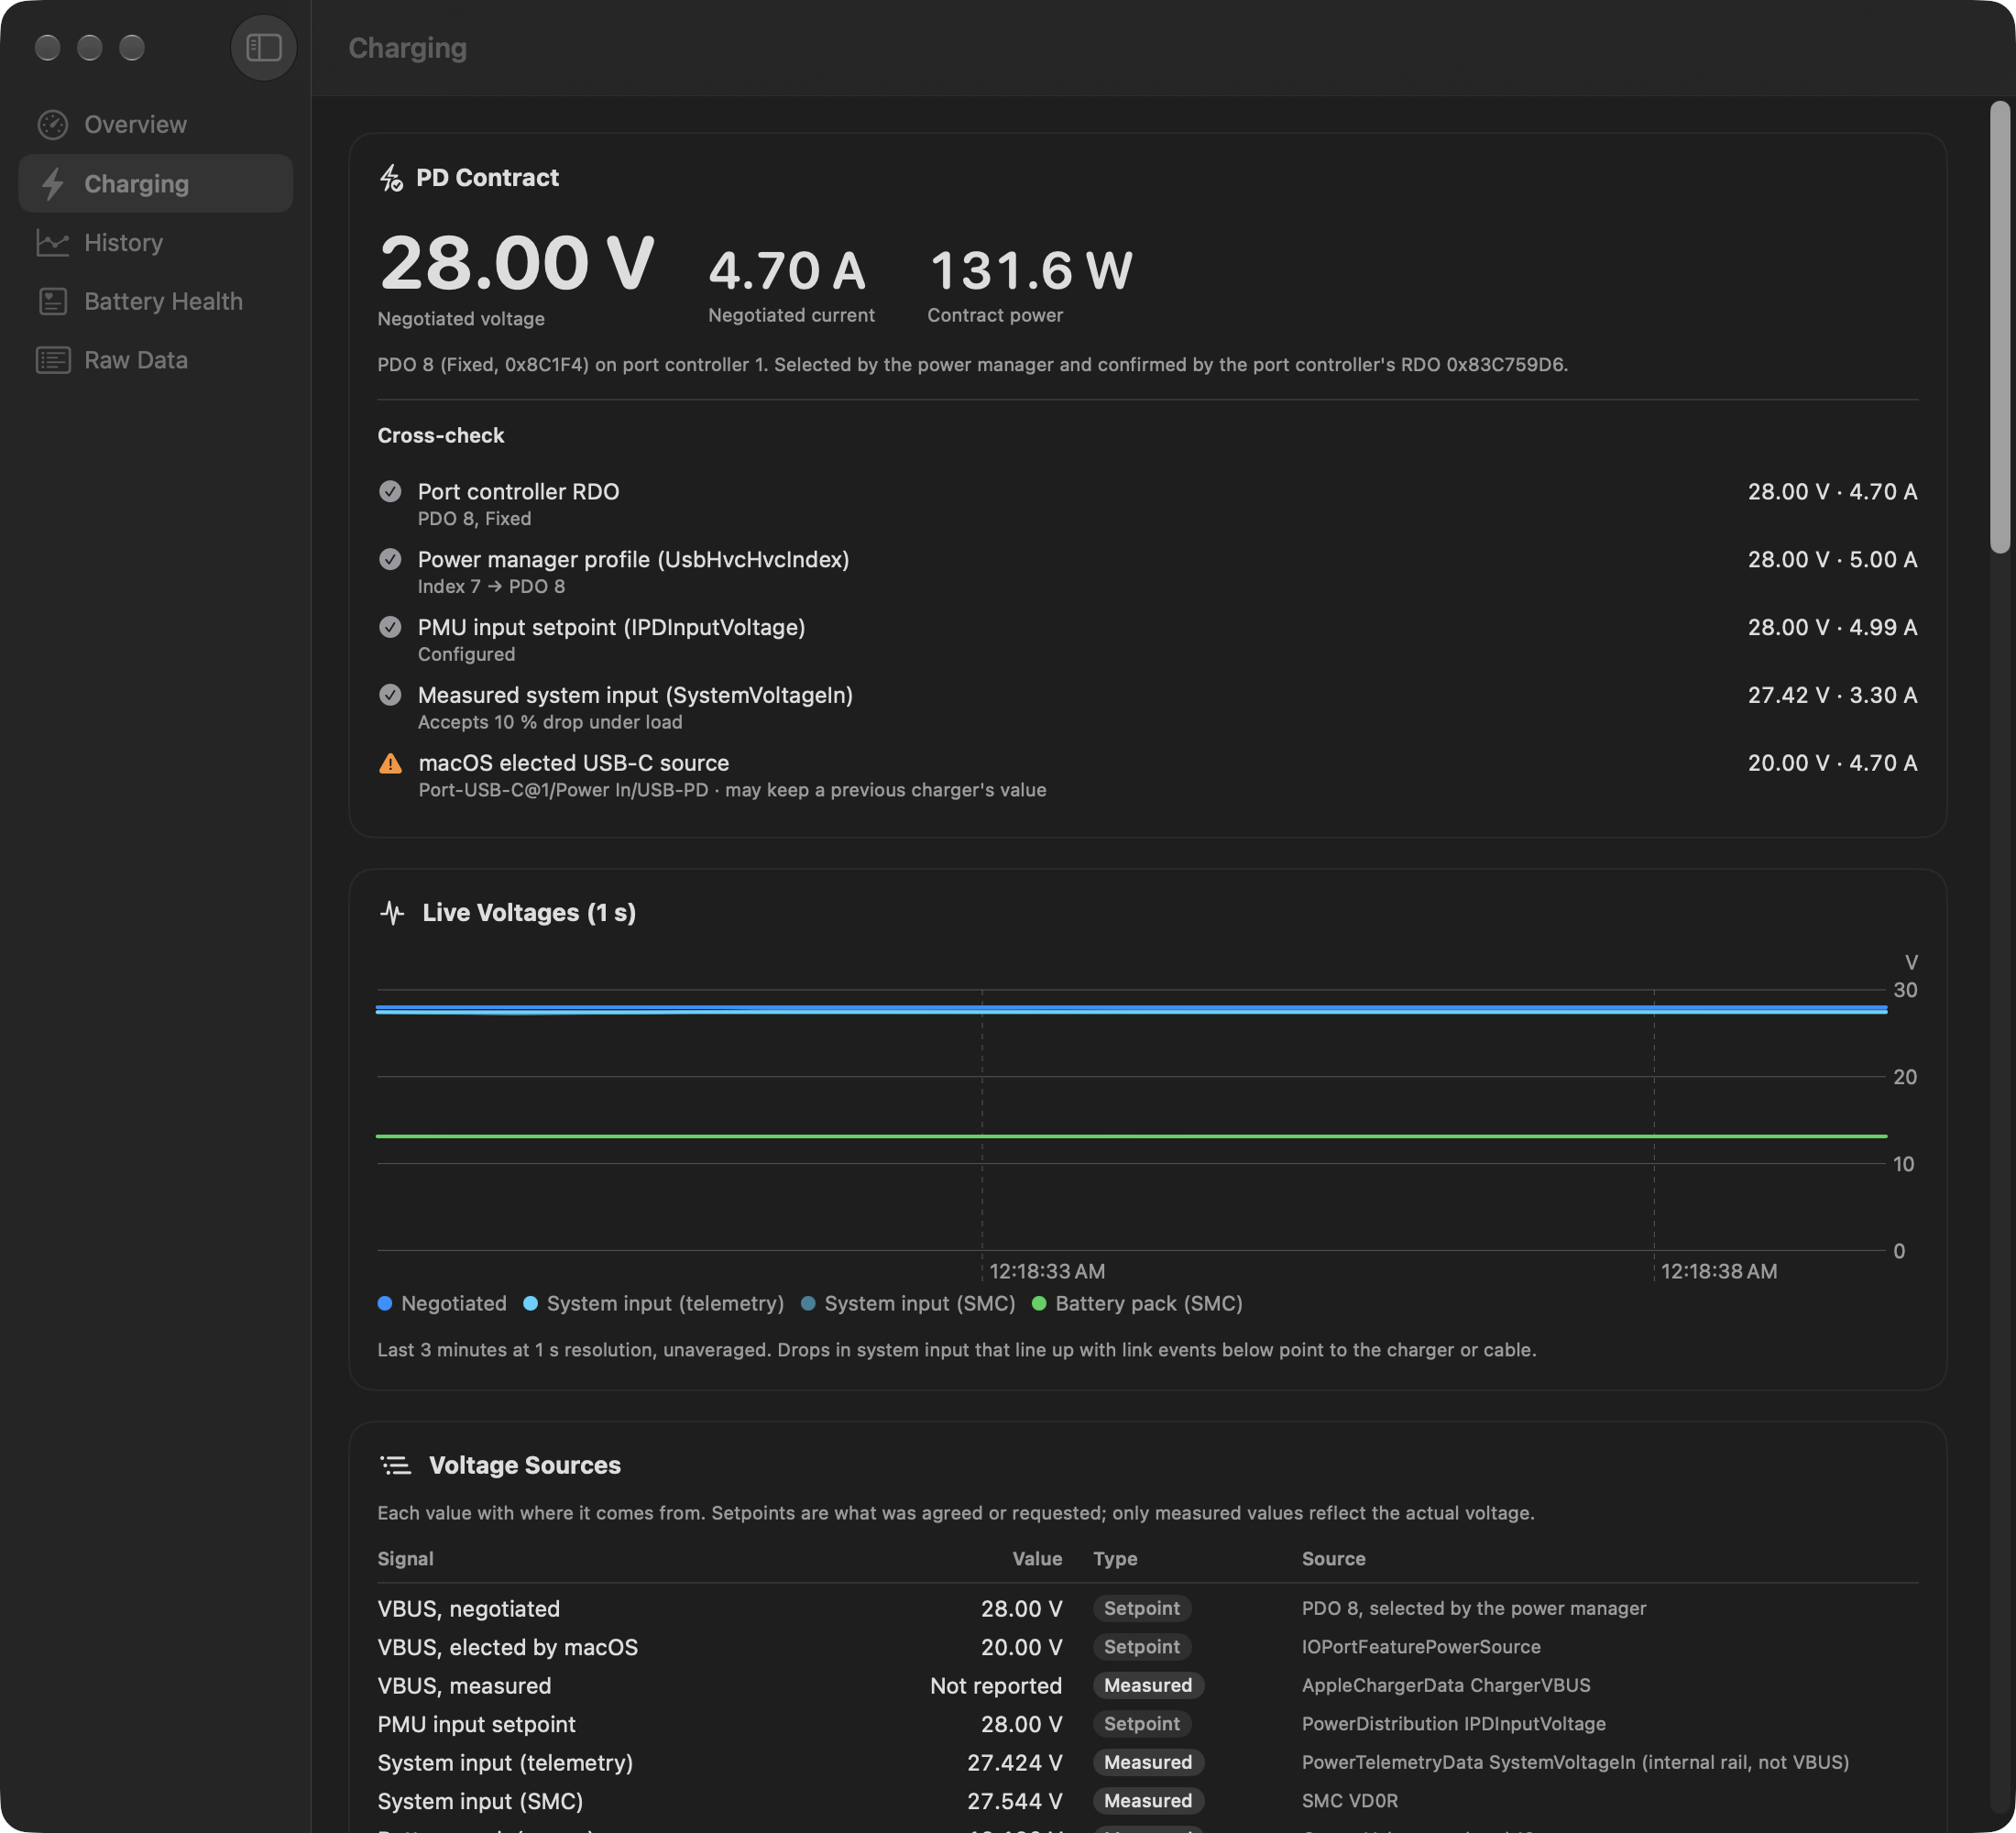 Charging
Overview
Charging
History
Battery Health
Raw Data
PD Contract
28.00 V
Negotiated voltage
4.70 A
Negotiated current
131.6 W
Contract power
PDO 8 (Fixed, 0x8C1F4) on port controller 1. Selected by the power manager and confirmed by the port controller's RDO 0x83C759D6.
Cross-check
Port controller RDO 28.00 V · 4.70 A
PDO 8, Fixed
Power manager profile (UsbHvcHvcIndex) 28.00 V · 5.00 A
Index 7 → PDO 8
PMU input setpoint (IPDInputVoltage) 28.00 V · 4.99 A
Configured
Measured system input (SystemVoltageIn) 27.42 V · 3.30 A
Accepts 10 % drop under load
macOS elected USB-C source 20.00 V · 4.70 A
Port-USB-C@1/Power In/USB-PD · may keep a previous charger's value
Live Voltages (1 s)
V
30
20
10
0
12:18:33 AM 12:18:38 AM
Negotiated System input (telemetry) System input (SMC) Battery pack (SMC)
Last 3 minutes at 1 s resolution, unaveraged. Drops in system input that line up with link events below point to the charger or cable.
Voltage Sources
Each value with where it comes from. Setpoints are what was agreed or requested; only measured values reflect the actual voltage.
Signal Value Type Source
VBUS, negotiated 28.00 V Setpoint PDO 8, selected by the power manager
VBUS, elected by macOS 20.00 V Setpoint IOPortFeaturePowerSource
VBUS, measured Not reported Measured AppleChargerData ChargerVBUS
PMU input setpoint 28.00 V Setpoint PowerDistribution IPDInputVoltage
System input (telemetry) 27.424 V Measured PowerTelemetryData SystemVoltageIn (internal rail, not VBUS)
System input (SMC) 27.544 V Measured SMC VD0R